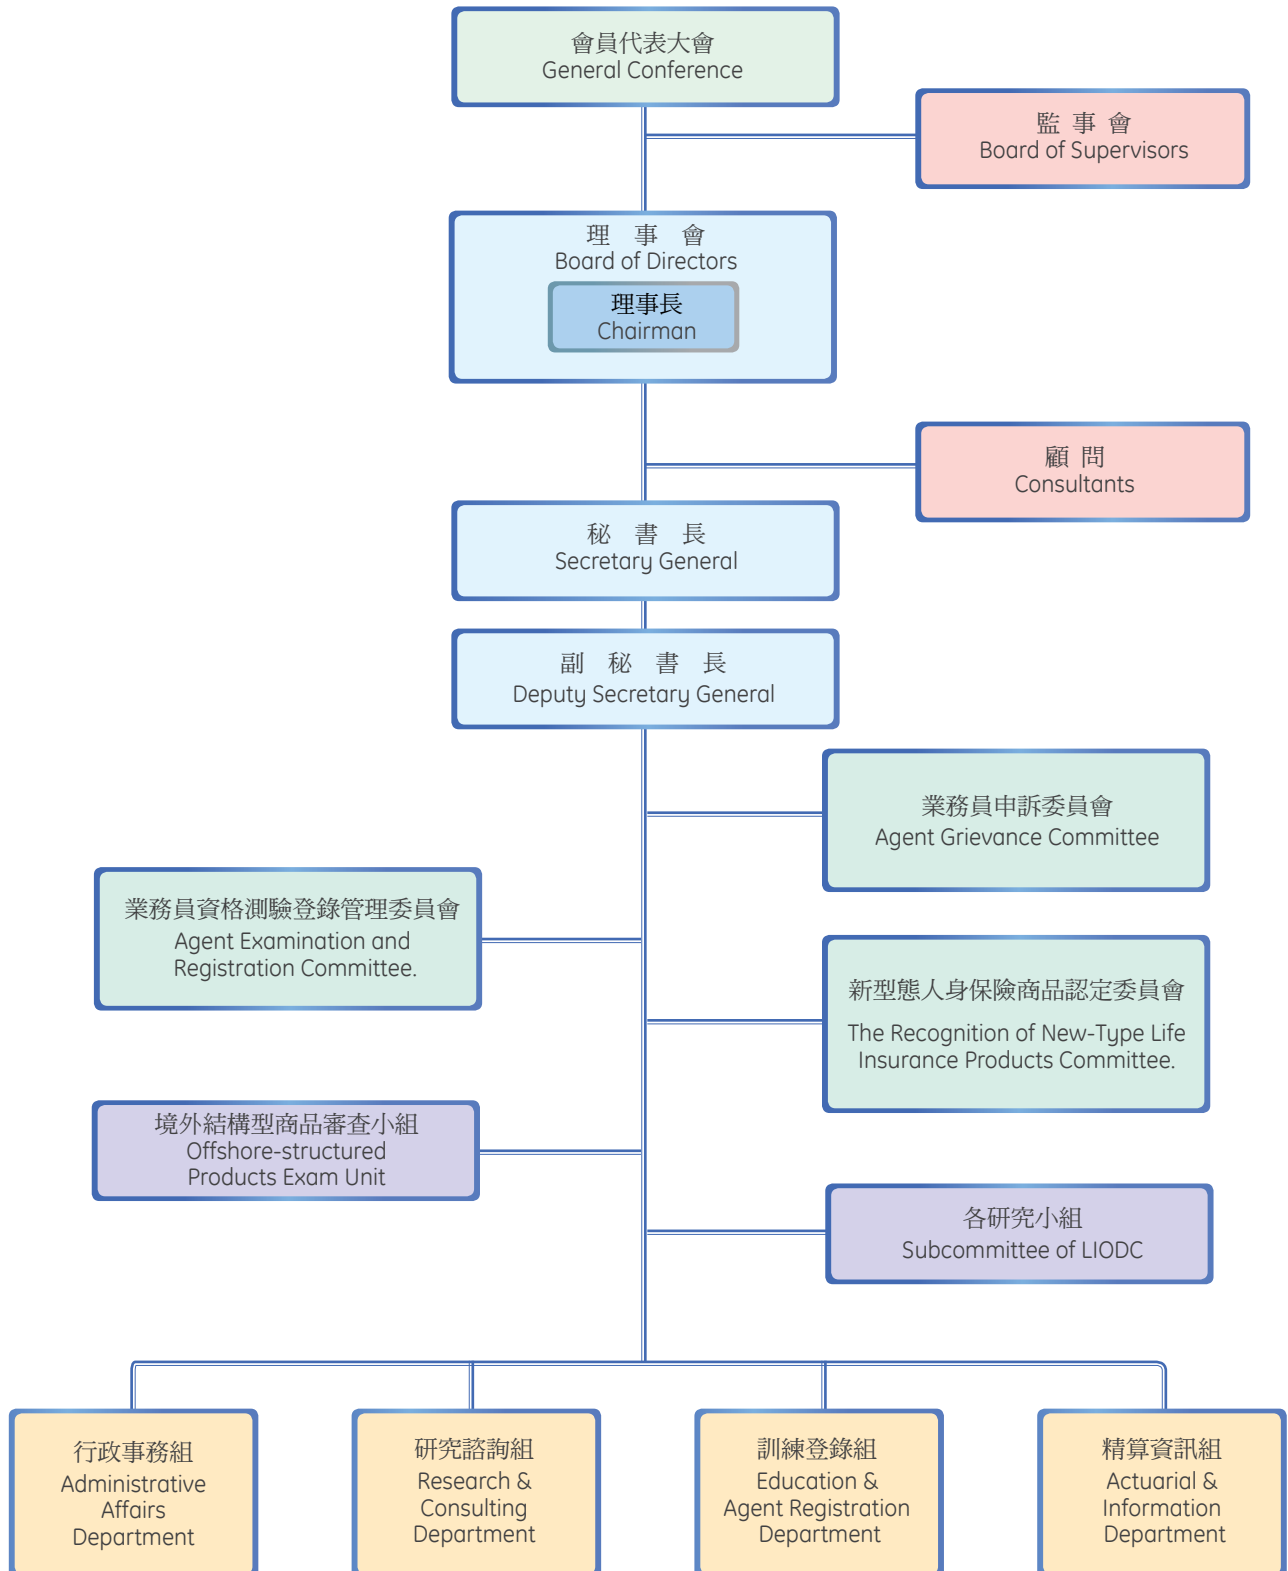 會員代表大會
General Conference
監 事 會
Board of Supervisors
理 事 會
Board of Directors
理事長
Chairman
顧 問
Consultants
秘 書 長
Secretary General
副 秘 書 長
Deputy Secretary General
業務員申訴委員會
Agent Grievance Committee
業務員資格測驗登錄管理委員會
Agent Examination and
Registration Committee.
新型態人身保險商品認定委員會
The Recognition of New-Type Life
Insurance Products Committee.
境外結構型商品審查小組
Offshore-structured
Products Exam Unit
各研究小組
Subcommittee of LIODC
行政事務組
Administrative
Affairs
Department
研究諮詢組
Research &
Consulting
Department
訓練登錄組
Education &
Agent Registration
Department
精算資訊組
Actuarial &
Information
Department